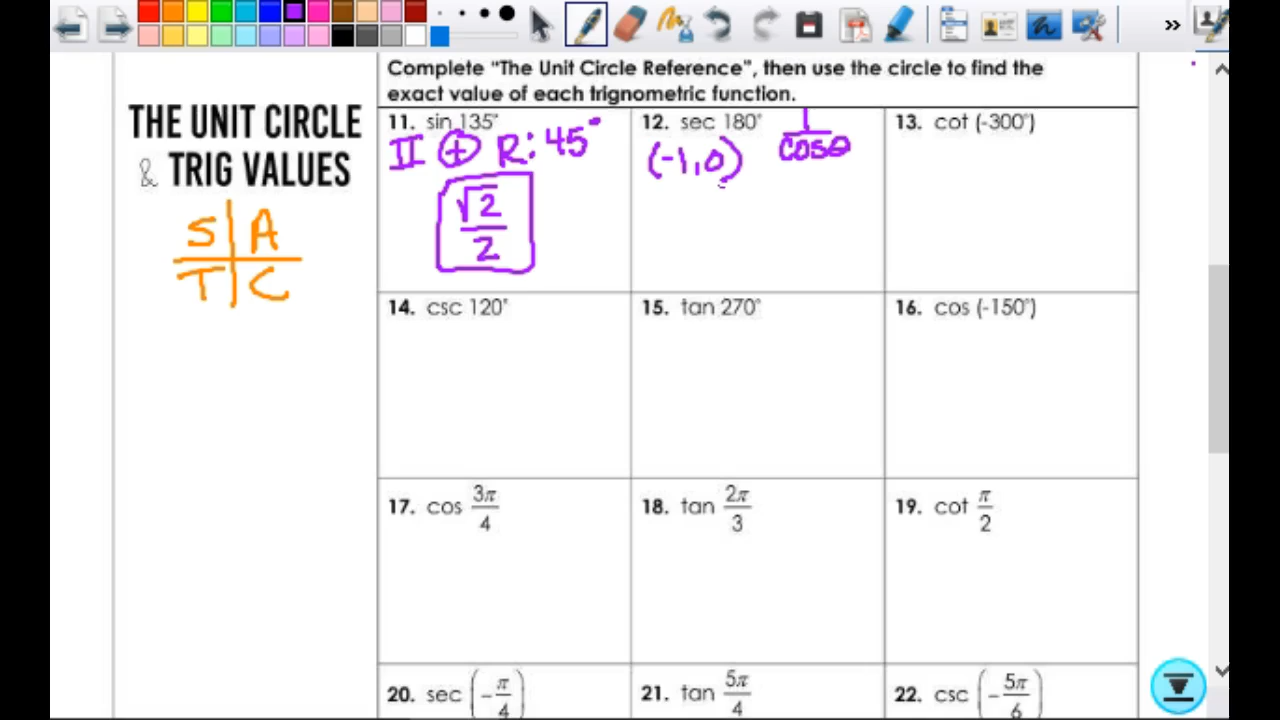 Complete “The Unit Circle Reference”, then use the circle to find the
exact value of each trignometric function.
THE UNIT CIRCLE
& TRIG VALUES
S A
T C
11. sin 135°
II ⊕ R: 45°
√2
2
12. sec 180°
1
cosθ
(-1,0)
13. cot (-300°)
14. csc 120°
15. tan 270°
16. cos (-150°)
17. cos 3π/4
18. tan 2π/3
19. cot π/2
20. sec (-π/4)
21. tan 5π/4
22. csc (-5π/6)